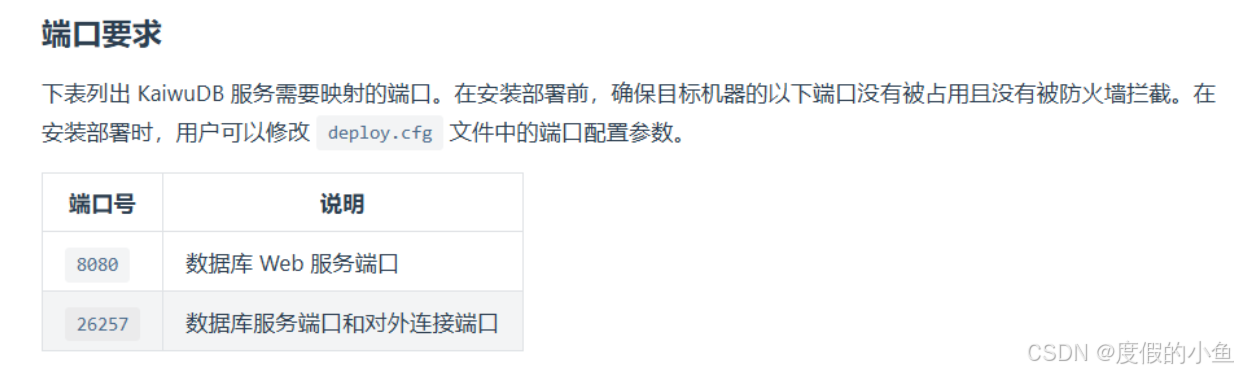 端口要求
下表列出 KaiwuDB 服务需要映射的端口。在安装部署前，确保目标机器的以下端口没有被占用且没有被防火墙拦截。在
安装部署时，用户可以修改 deploy.cfg 文件中的端口配置参数。
端口号 说明
8080 数据库 Web 服务端口
26257 数据库服务端口和对外连接端口
CSDN @度假的小鱼